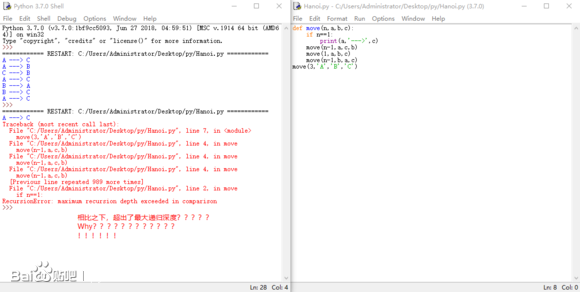 Python 3.7.0 Shell
File Edit Shell Debug Options Window Help
Python 3.7.0 (v3.7.0:1bf9cc5093, Jun 27 2018, 04:59:51) [MSC v.1914 64 bit (AMD6
4)] on win32
Type "copyright", "credits" or "license()" for more information.
>>>
============ RESTART: C:/Users/Administrator/Desktop/py/Hanoi.py ============
A ---> C
A ---> B
C ---> B
A ---> C
B ---> A
B ---> C
A ---> C
>>>
============ RESTART: C:/Users/Administrator/Desktop/py/Hanoi.py ============
A ---> C
Traceback (most recent call last):
File "C:/Users/Administrator/Desktop/py/Hanoi.py", line 7, in <module>
move(3,'A','B','C')
File "C:/Users/Administrator/Desktop/py/Hanoi.py", line 4, in move
move(n-1,a,c,b)
File "C:/Users/Administrator/Desktop/py/Hanoi.py", line 4, in move
move(n-1,a,c,b)
File "C:/Users/Administrator/Desktop/py/Hanoi.py", line 4, in move
move(n-1,a,c,b)
[Previous line repeated 989 more times]
File "C:/Users/Administrator/Desktop/py/Hanoi.py", line 2, in move
if n==1:
RecursionError: maximum recursion depth exceeded in comparison
>>>
相比之下，超出了最大递归深度？？？？？
Why？？？？？？？？？？？？
！！！！！！
Bai贴吧
Ln: 28 Col: 4
Hanoi.py - C:/Users/Administrator/Desktop/py/Hanoi.py (3.7.0)
File Edit Format Run Options Window Help
def move(n,a,b,c):
if n==1:
print(a,'--->',c)
move(n-1,a,c,b)
move(1,a,b,c)
move(n-1,b,a,c)
move(3,'A','B','C')
Ln: 8 Col: 0